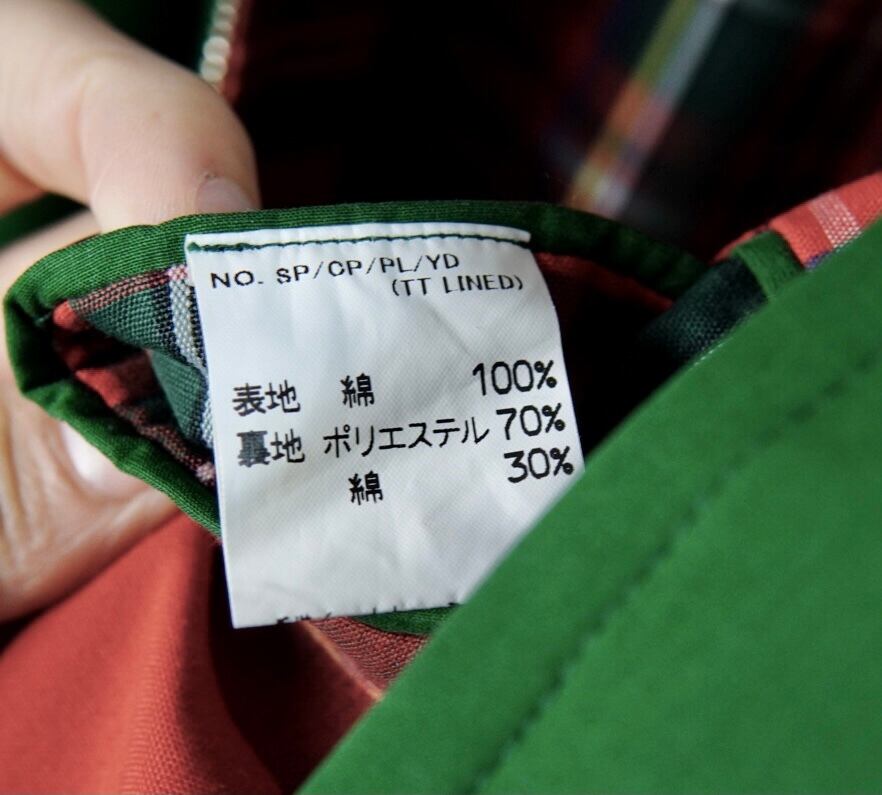 NO. SP/CP/PL/YD
(TT LINED)
表地 綿 100%
裏地 ポリエステル 70%
綿 30%